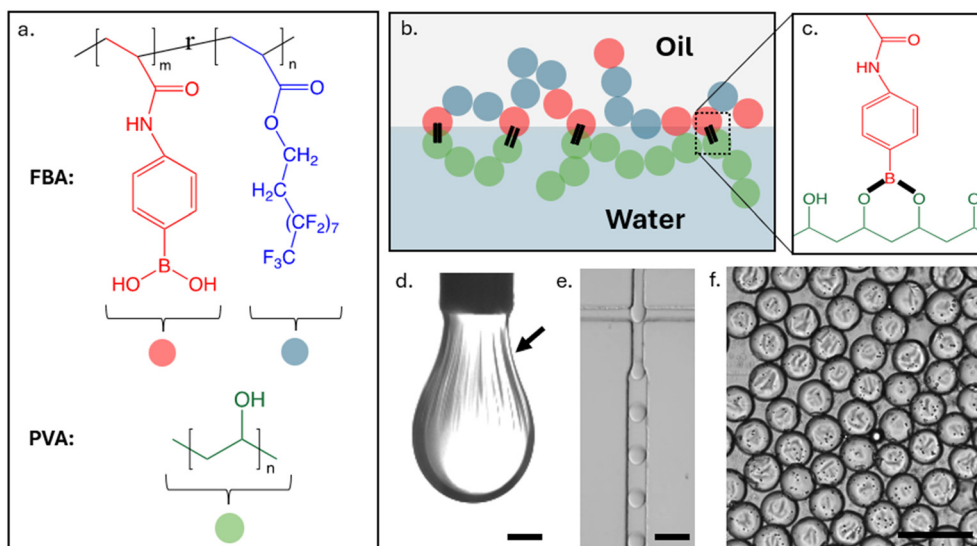 a.
r
m
n
O
HN
O
O
CH₂
H₂C
(CF₂)₇
F₃C
B
HO
OH
FBA:
OH
PVA:
n
b.
Oil
Water
c.
O
HN
B
OH
O
O
O
d.
e.
f.